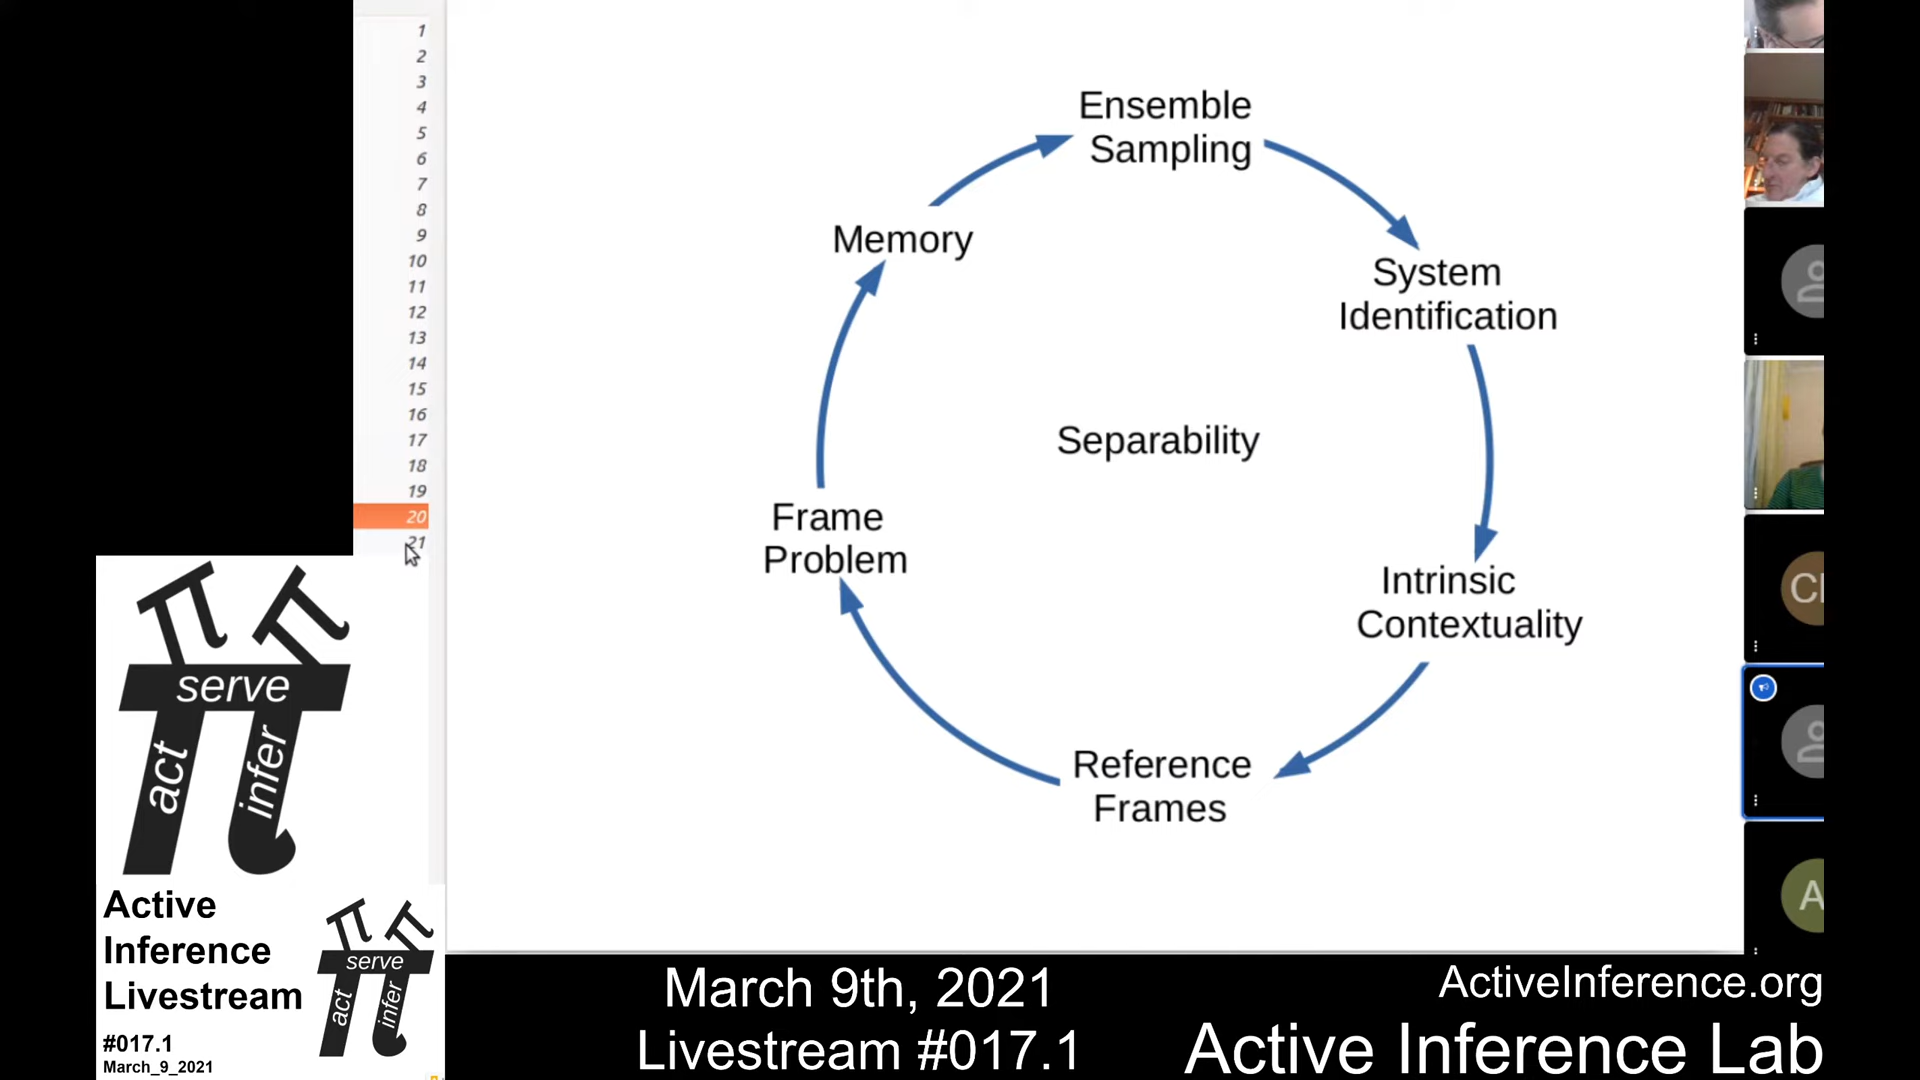 1
2
3
4
5
6
7
8
9
10
11
12
13
14
15
16
17
18
19
20
21
Ensemble
Sampling
Memory
System
Identification
Separability
Frame
Problem
Intrinsic
Contextuality
Reference
Frames
serve
act
infer
Active
Inference
Livestream
#017.1
March_9_2021
serve
act
infer
March 9th, 2021
Livestream #017.1
ActiveInference.org
Active Inference Lab
A